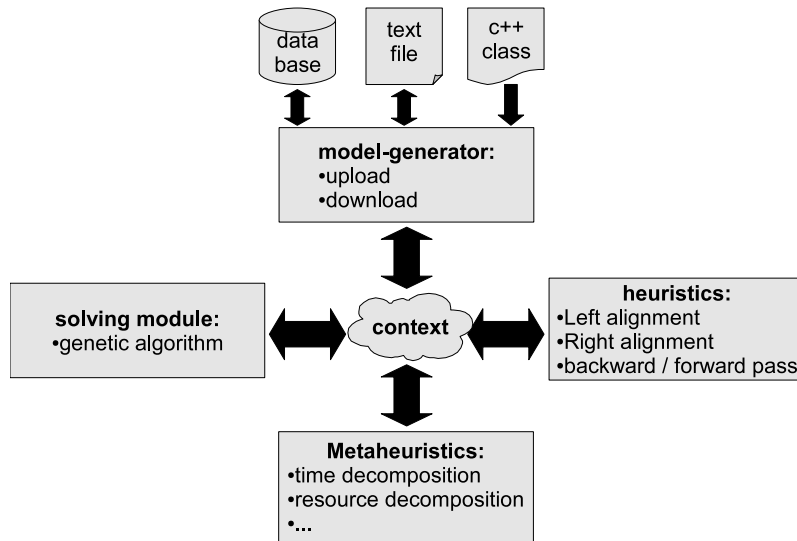 data
base
text
file
c++
class
model-generator:
•upload
•download
solving module:
•genetic algorithm
context
heuristics:
•Left alignment
•Right alignment
•backward / forward pass
Metaheuristics:
•time decomposition
•resource decomposition
•...